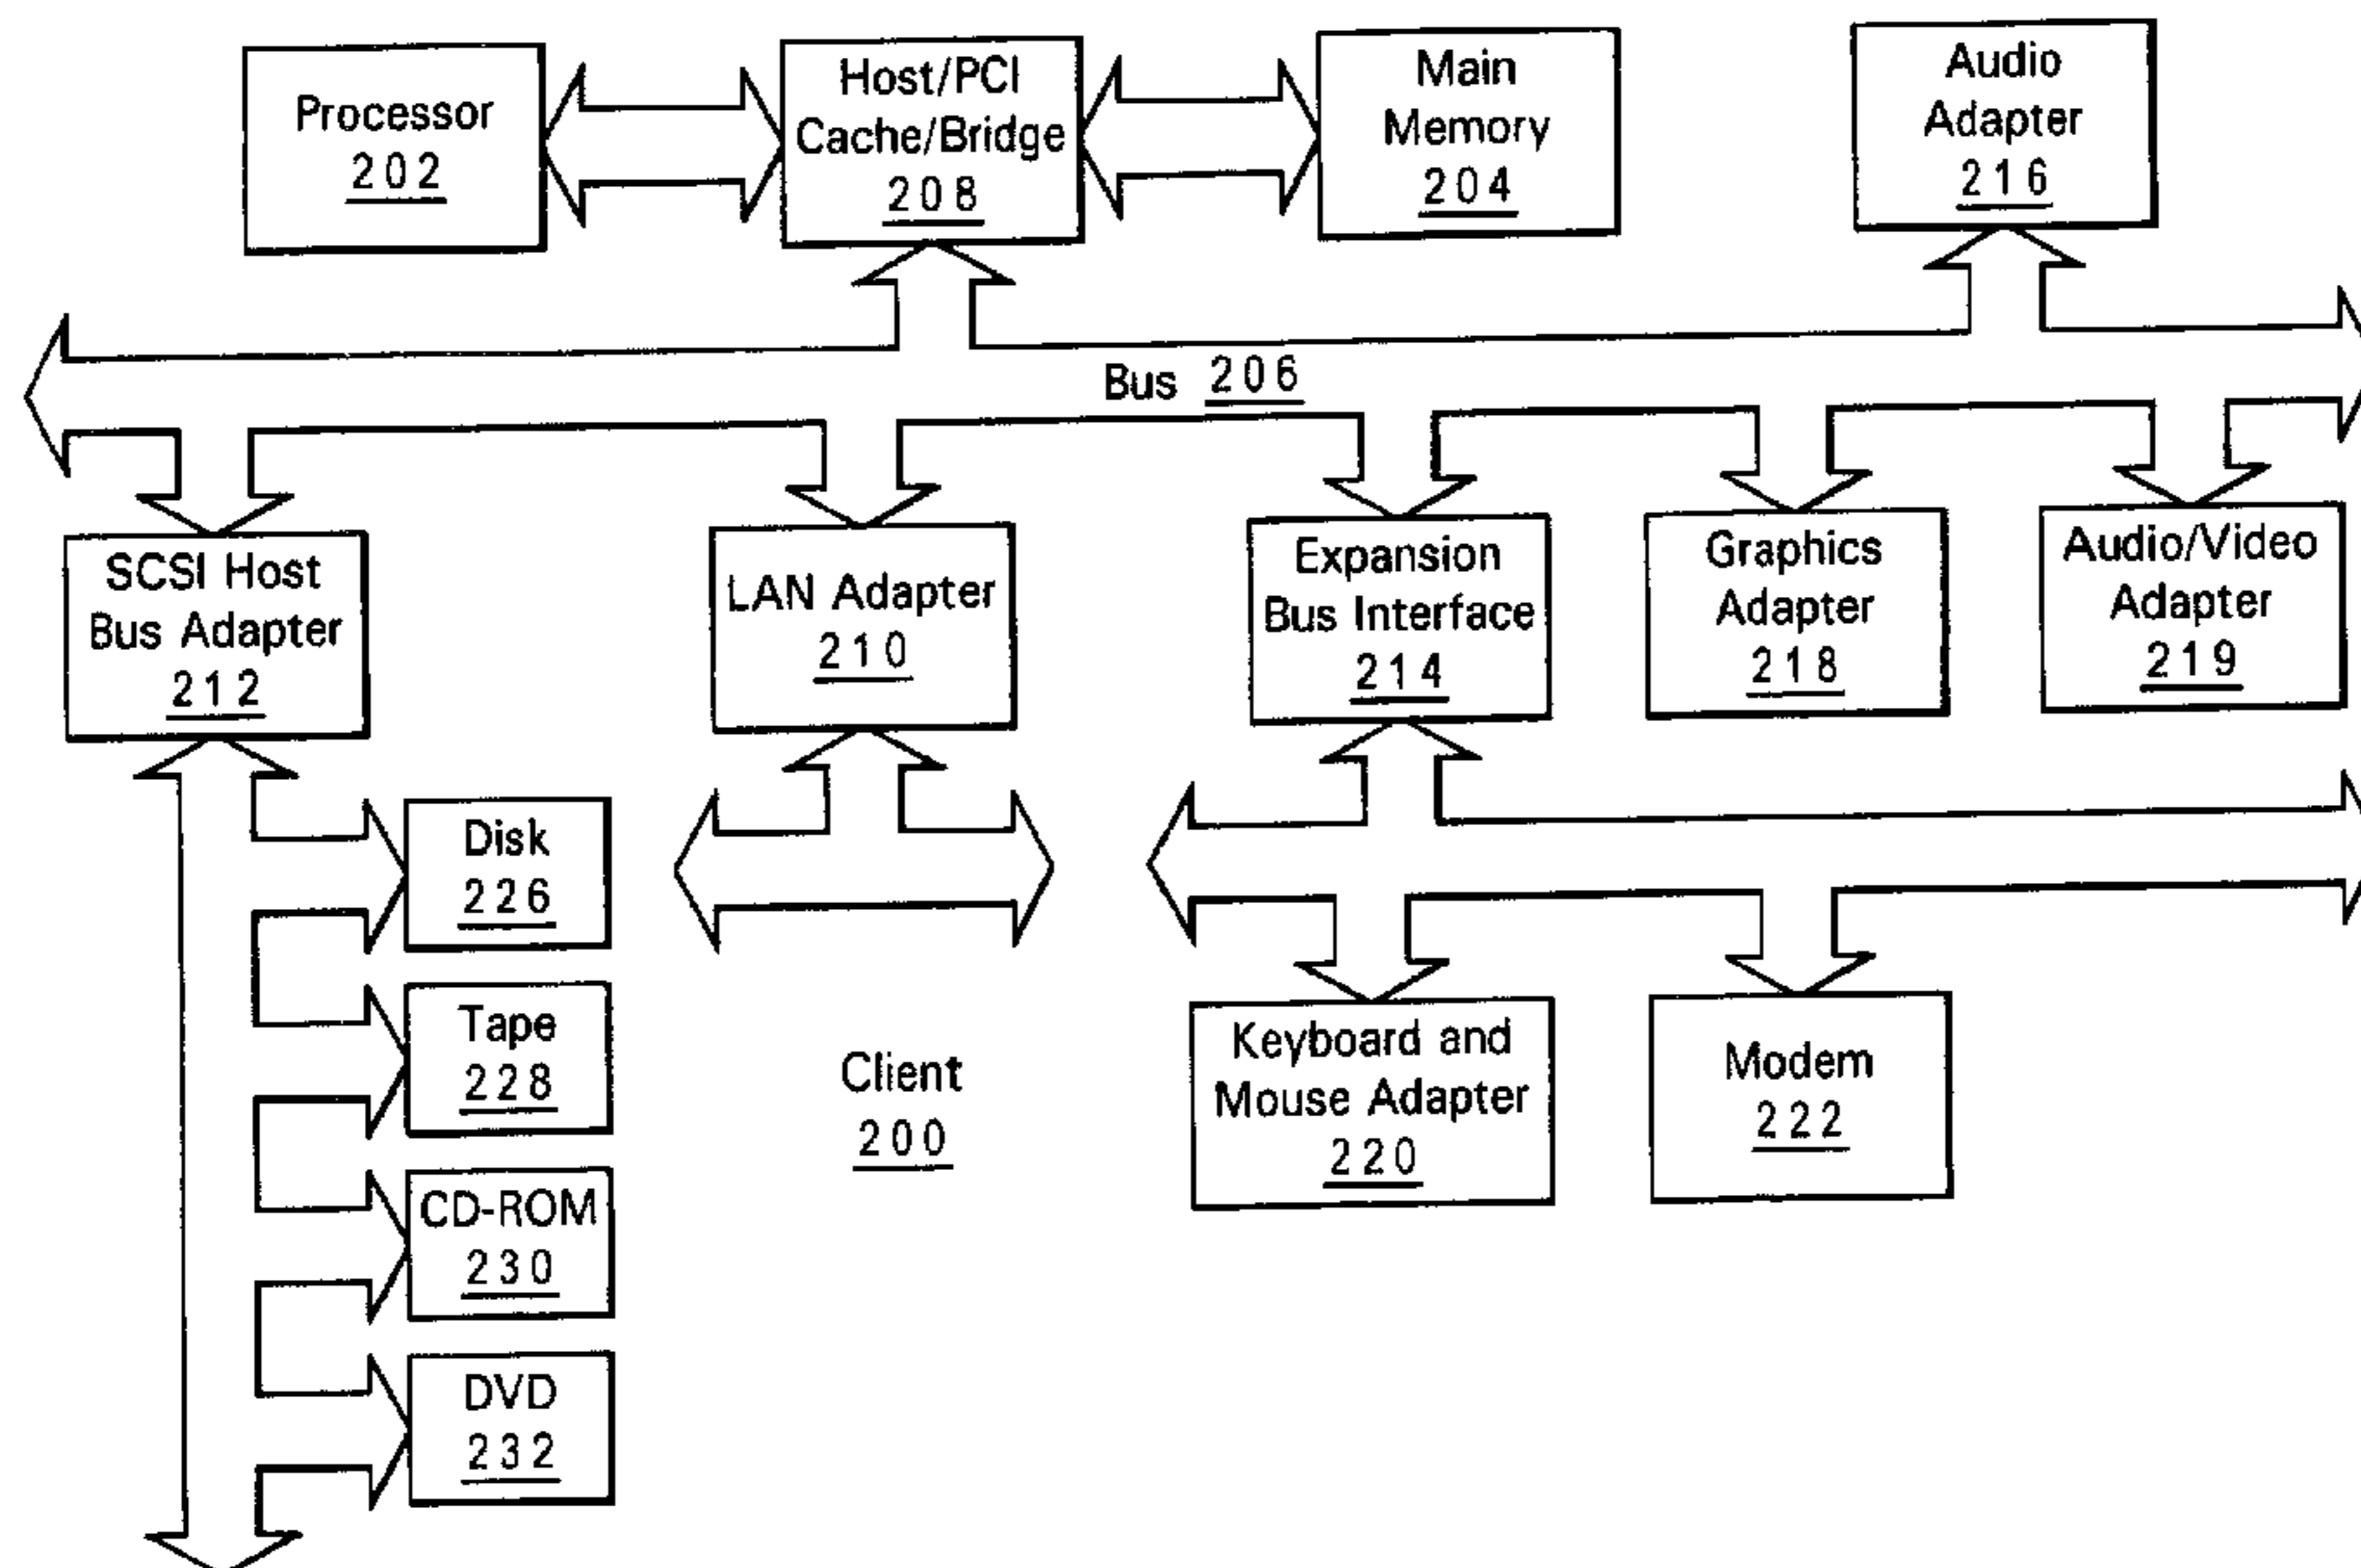 Processor
202
Host/PCI
Cache/Bridge
208
Main
Memory
204
Audio
Adapter
216
Bus 206
SCSI Host
Bus Adapter
212
LAN Adapter
210
Expansion
Bus Interface
214
Graphics
Adapter
218
Audio/Video
Adapter
219
Disk
226
Tape
228
CD-ROM
230
DVD
232
Client
200
Keyboard and
Mouse Adapter
220
Modem
222